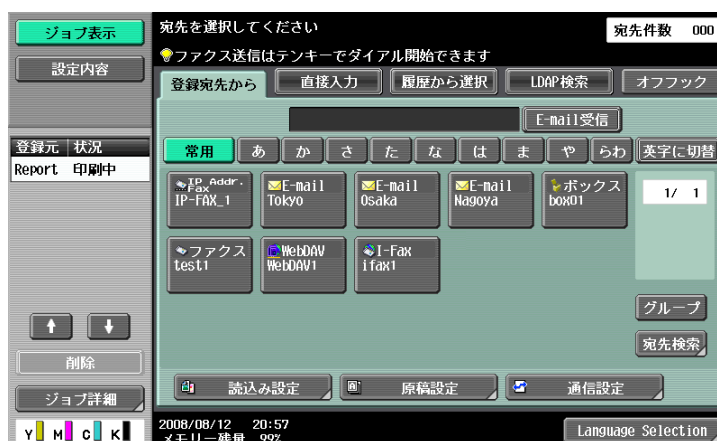 ジョブ表示
設定内容
登録元 状況
Report 印刷中
削除
ジョブ詳細
Y M C K
宛先を選択してください
宛先件数 000
ファクス送信はテンキーでダイアル開始できます
登録宛先から 直接入力 履歴から選択 LDAP検索 オフフック
E-mail受信
常用 あ か さ た な は ま や らわ 英字に切替
IP Addr. Fax
IP-FAX_1
E-mail
Tokyo
E-mail
Osaka
E-mail
Nagoya
ボックス
box01
1/ 1
ファクス
test1
WebDAV
WebDAV1
I-Fax
ifax1
グループ
宛先検索
読込み設定 原稿設定 通信設定
2008/08/12 20:57
メモリー残量 99%
Language Selection